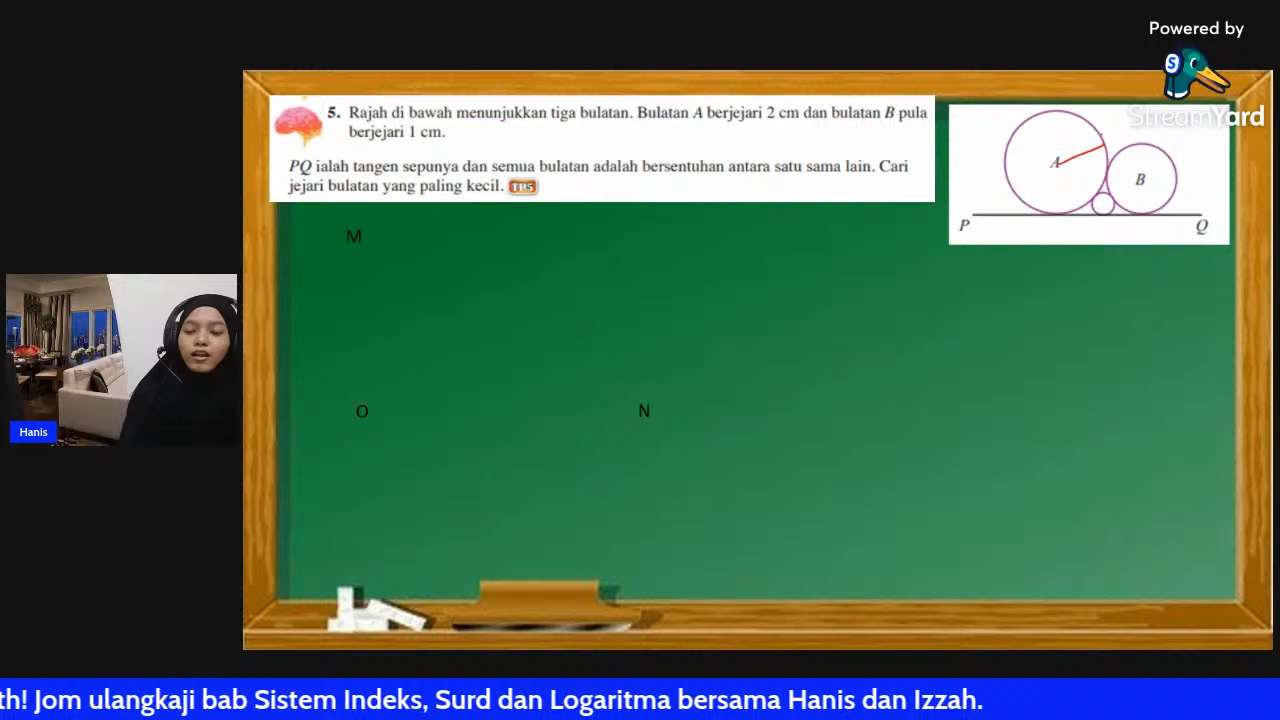 Powered by
S
StreamYard
5. Rajah di bawah menunjukkan tiga bulatan. Bulatan A berjejari 2 cm dan bulatan B pula
berjejari 1 cm.
PQ ialah tangen sepunya dan semua bulatan adalah bersentuhan antara satu sama lain. Cari
jejari bulatan yang paling kecil. TP5
A
B
P
Q
M
O
N
Hanis
th! Jom ulangkaji bab Sistem Indeks, Surd dan Logaritma bersama Hanis dan Izzah.